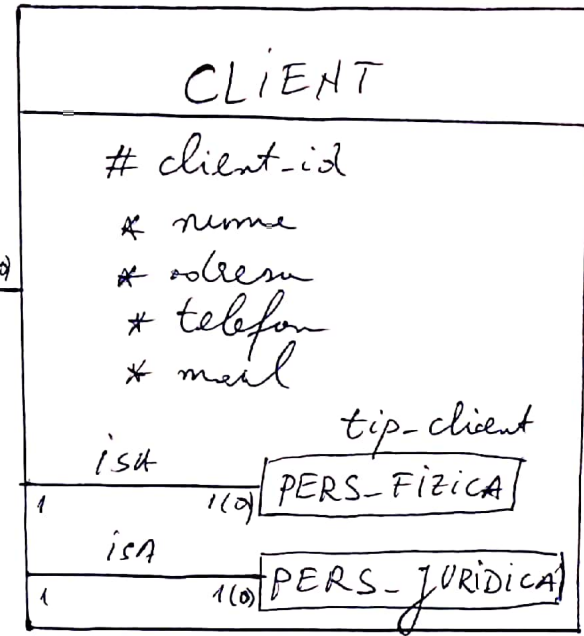 CLIENT
# client-id
* nume
* adresa
* telefon
* mail
tip-client
isA
1 1(0) PERS_FIZICA
isA
1 1(0) PERS_JURIDICA